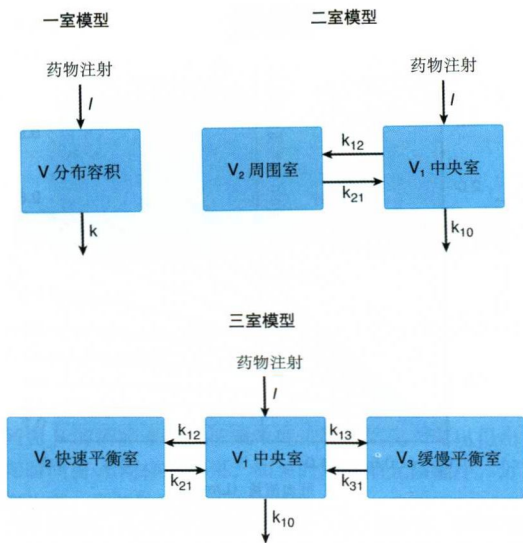 一室模型
药物注射
I
V 分布容积
k
二室模型
药物注射
I
k12
V2 周围室
V1 中央室
k21
k10
三室模型
药物注射
I
k12
k13
V2 快速平衡室
V1 中央室
V3 缓慢平衡室
k21
k31
k10